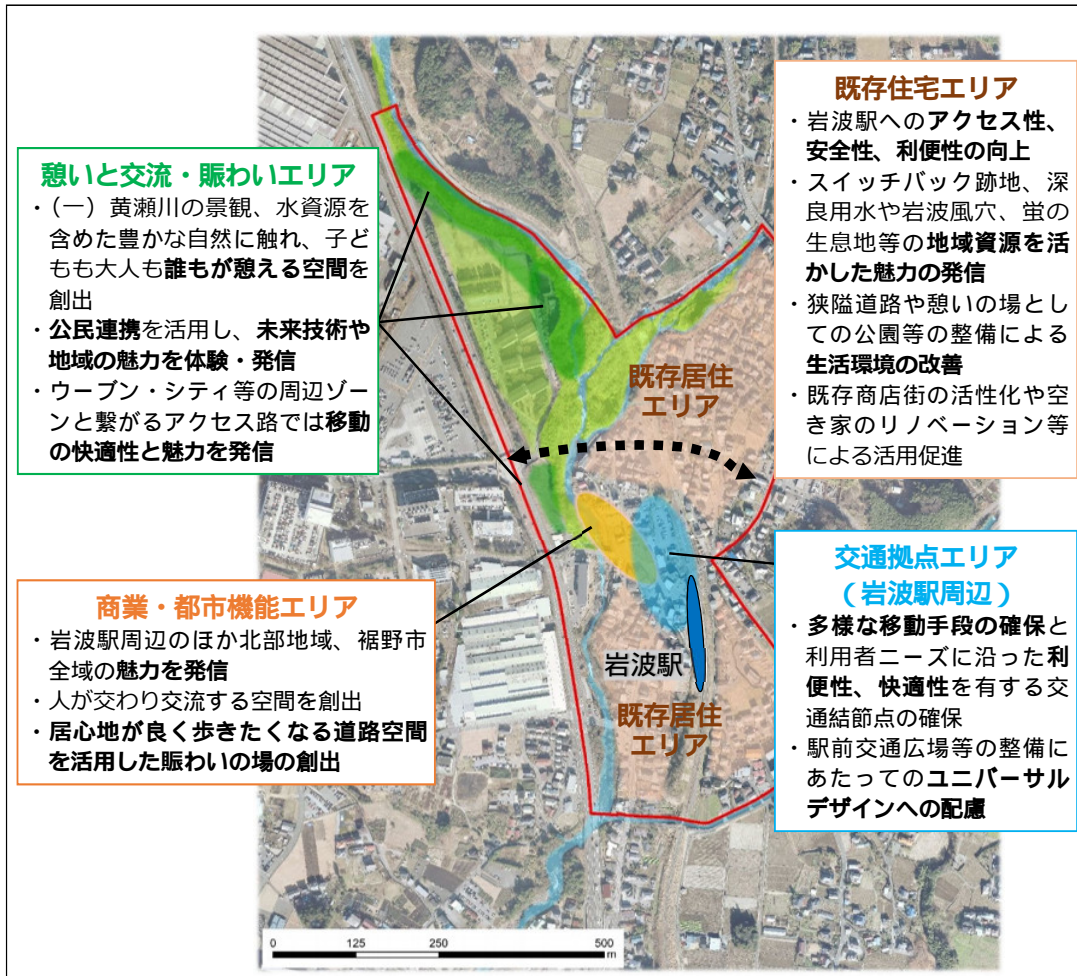 憩いと交流・賑わいエリア
・（一）黄瀬川の景観、水資源を
含めた豊かな自然に触れ、子ど
もも大人も誰もが憩える空間を
創出
・公民連携を活用し、未来技術や
地域の魅力を体験・発信
・ウーブン・シティ等の周辺ゾー
ンと繋がるアクセス路では移動
の快適性と魅力を発信
商業・都市機能エリア
・岩波駅周辺のほか北部地域、裾野市
全域の魅力を発信
・人が交わり交流する空間を創出
・居心地が良く歩きたくなる道路空間
を活用した賑わいの場の創出
既存居住
エリア
岩波駅
既存居住
エリア
既存住宅エリア
・岩波駅へのアクセス性、
安全性、利便性の向上
・スイッチバック跡地、深
良用水や岩波風穴、蛍の
生息地等の地域資源を活
かした魅力の発信
・狭隘道路や憩いの場とし
ての公園等の整備による
生活環境の改善
・既存商店街の活性化や空
き家のリノベーション等
による活用促進
交通拠点エリア
（岩波駅周辺）
・多様な移動手段の確保と
利用者ニーズに沿った利
便性、快適性を有する交
通結節点の確保
・駅前交通広場等の整備に
あたってのユニバーサル
デザインへの配慮
0 125 250 500
m